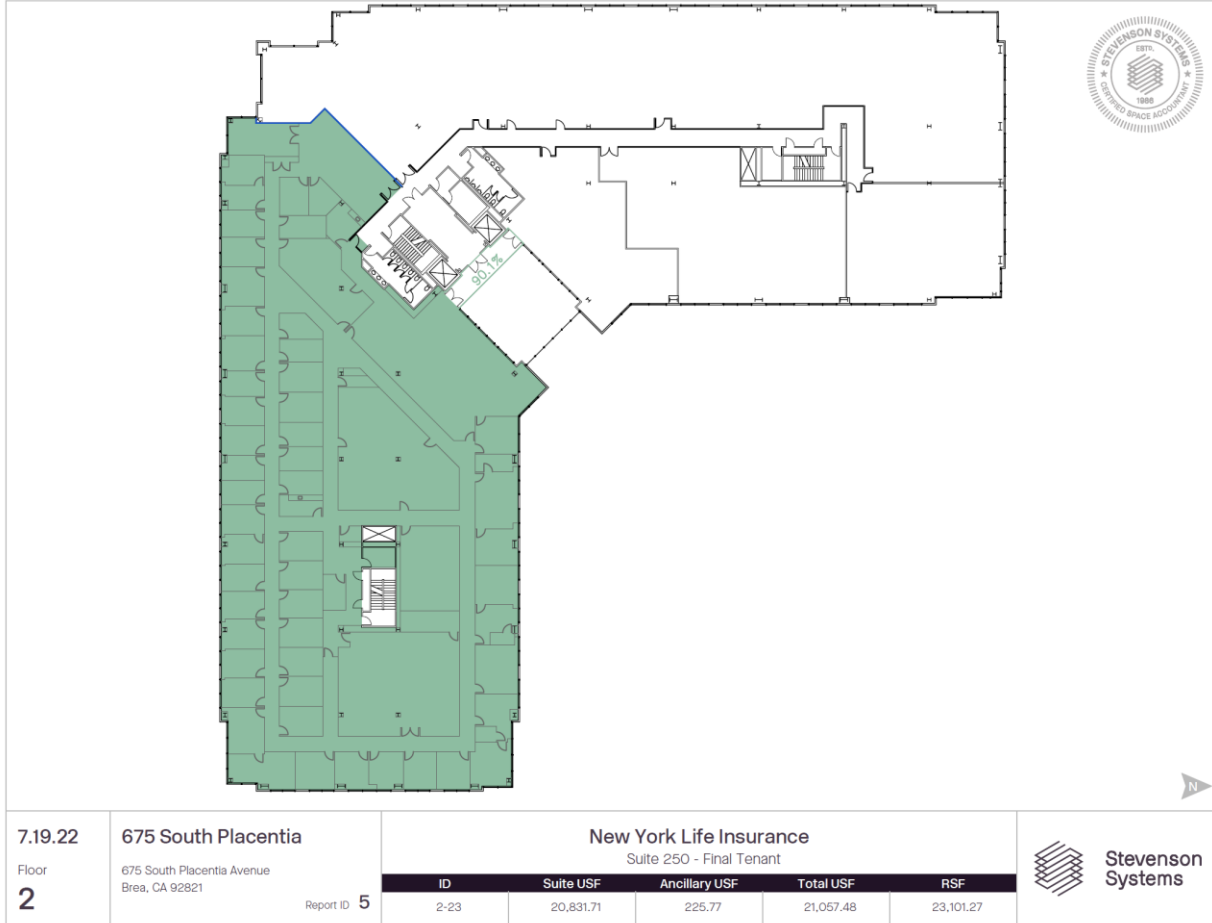 STEVENSON SYSTEMS
ESTD.
1986
CERTIFIED SPACE ACCOUNTANT
90.1%
N
7.19.22
Floor
2
675 South Placentia
675 South Placentia Avenue
Brea, CA 92821
Report ID 5
New York Life Insurance
Suite 250 - Final Tenant
ID Suite USF Ancillary USF Total USF RSF
2-23 20,831.71 225.77 21,057.48 23,101.27
Stevenson
Systems